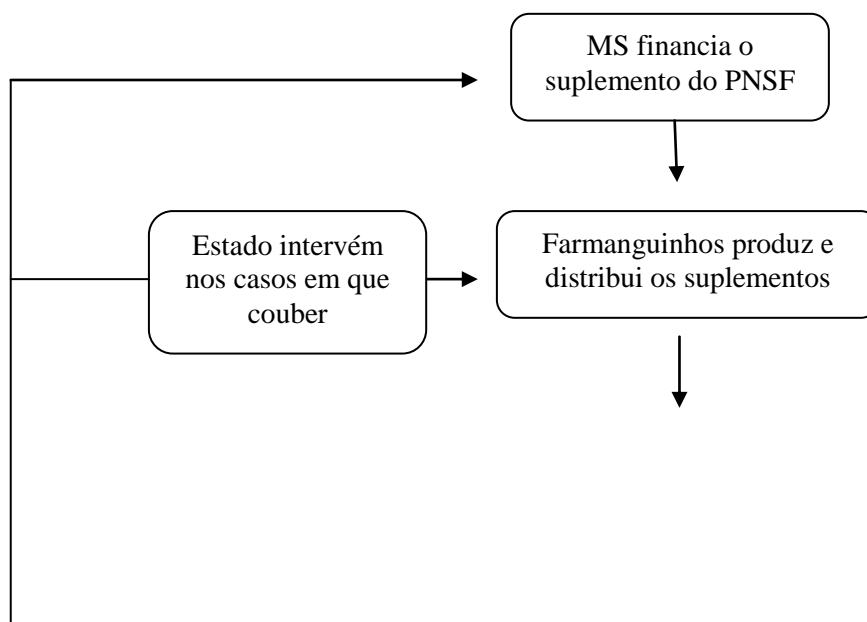 MS financia o
suplemento do PNSF
Estado intervém
nos casos em que
couber
Farmanguinhos produz e
distribui os suplementos